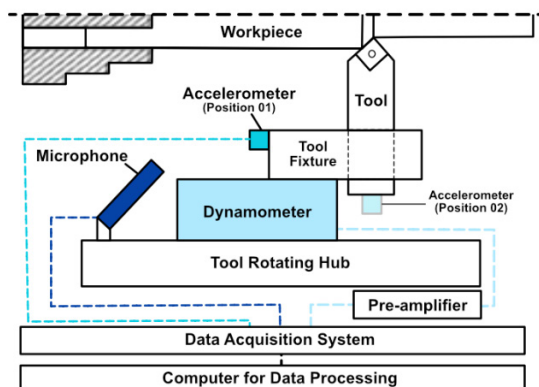 Workpiece
Tool
Accelerometer
(Position 01)
Tool
Fixture
Microphone
Accelerometer
(Position 02)
Dynamometer
Tool Rotating Hub
Pre-amplifier
Data Acquisition System
Computer for Data Processing